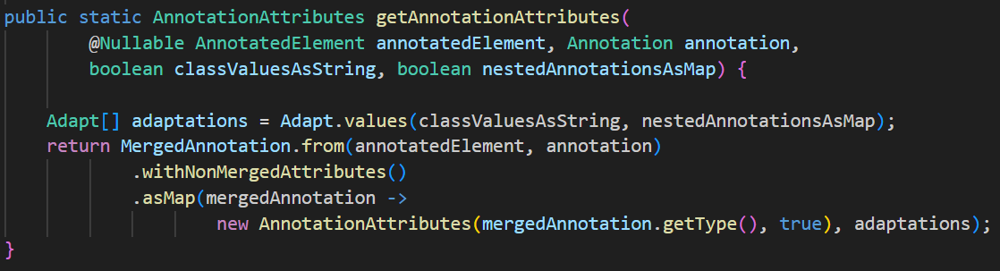 public static AnnotationAttributes getAnnotationAttributes(
@Nullable AnnotatedElement annotatedElement, Annotation annotation,
boolean classValuesAsString, boolean nestedAnnotationsAsMap) {
Adapt[] adaptations = Adapt.values(classValuesAsString, nestedAnnotationsAsMap);
return MergedAnnotation.from(annotatedElement, annotation)
.withNonMergedAttributes()
.asMap(mergedAnnotation ->
new AnnotationAttributes(mergedAnnotation.getType(), true), adaptations);
}